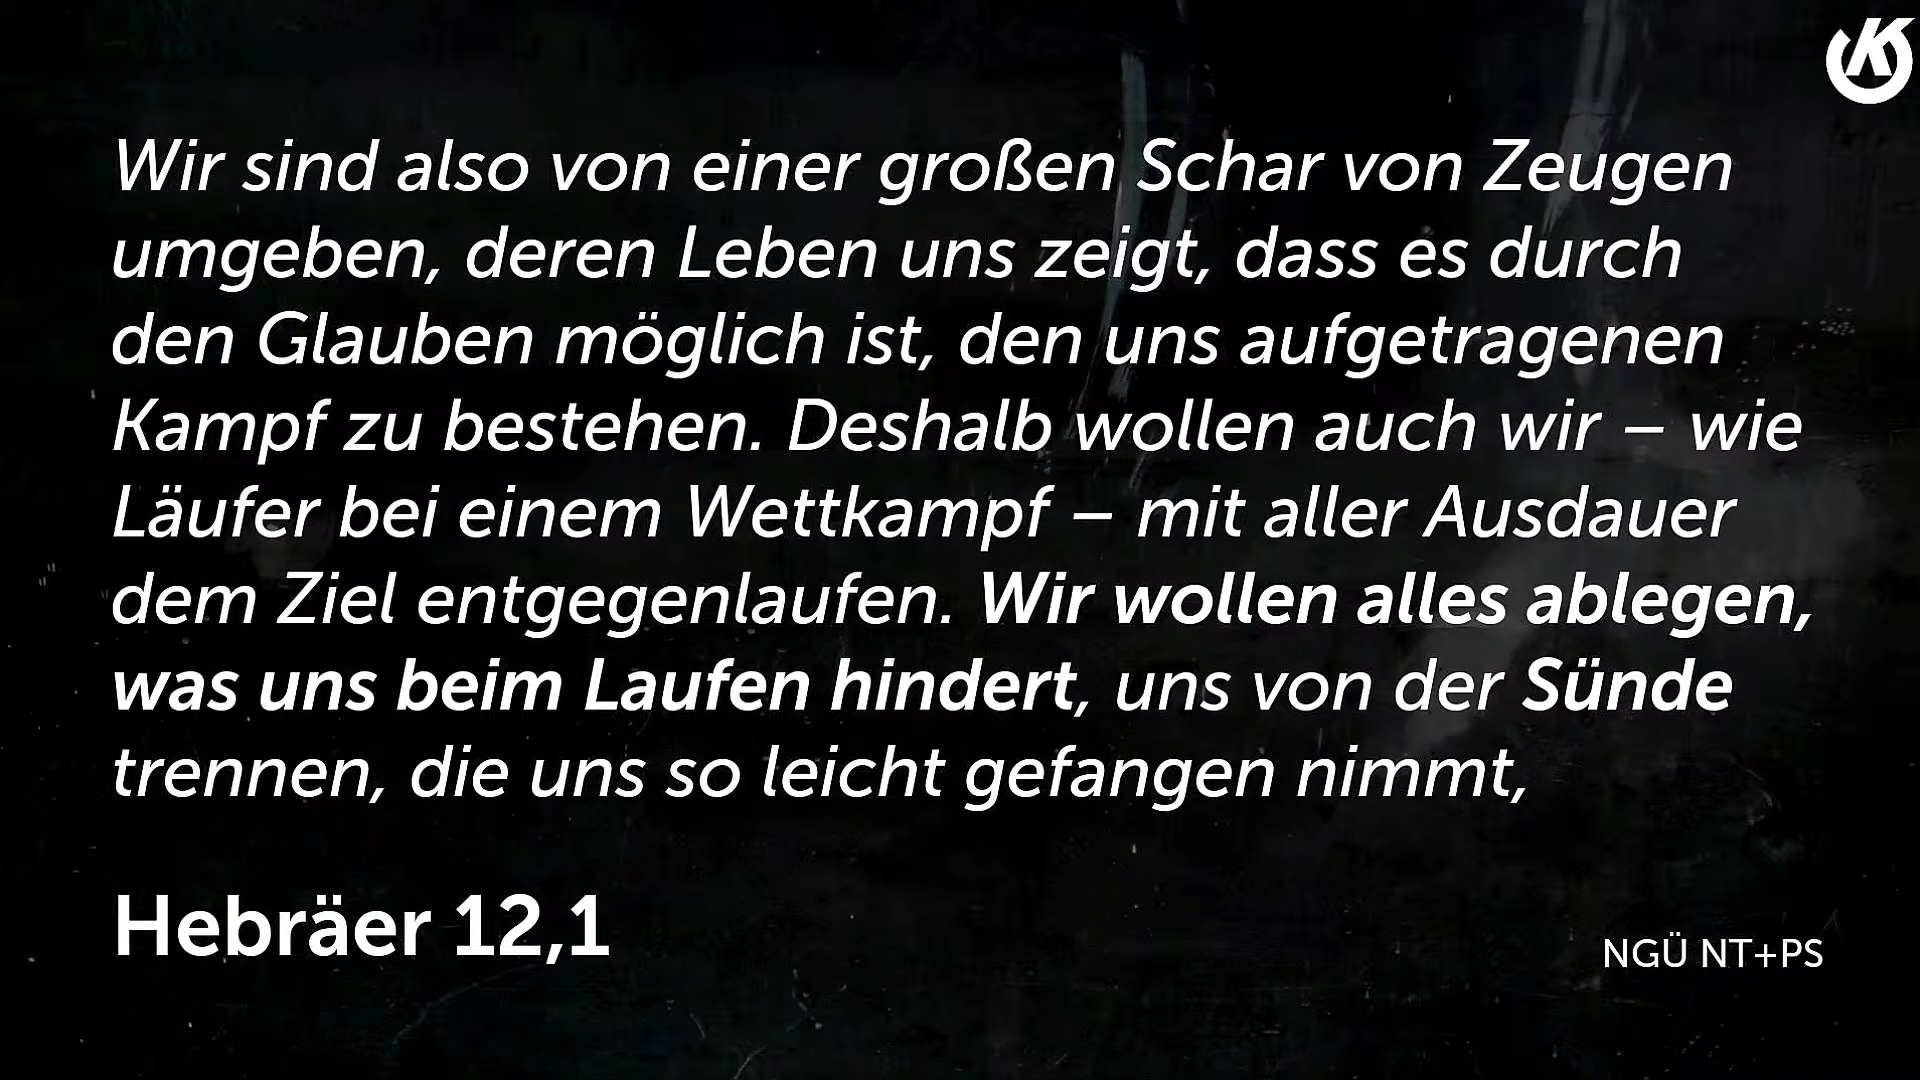 Wir sind also von einer großen Schar von Zeugen
umgeben, deren Leben uns zeigt, dass es durch
den Glauben möglich ist, den uns aufgetragenen
Kampf zu bestehen. Deshalb wollen auch wir – wie
Läufer bei einem Wettkampf – mit aller Ausdauer
dem Ziel entgegenlaufen. Wir wollen alles ablegen,
was uns beim Laufen hindert, uns von der Sünde
trennen, die uns so leicht gefangen nimmt,
Hebräer 12,1
NGÜ NT+PS